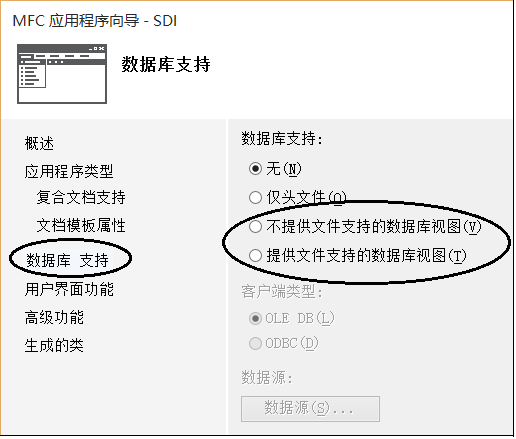 MFC 应用程序向导 - SDI
数据库支持
概述
应用程序类型
复合文档支持
文档模板属性
数据库 支持
用户界面功能
高级功能
生成的类
数据库支持:
无(N)
仅头文件(O)
不提供文件支持的数据库视图(V)
提供文件支持的数据库视图(T)
客户端类型:
OLE DB(L)
ODBC(D)
数据源:
数据源(S)...